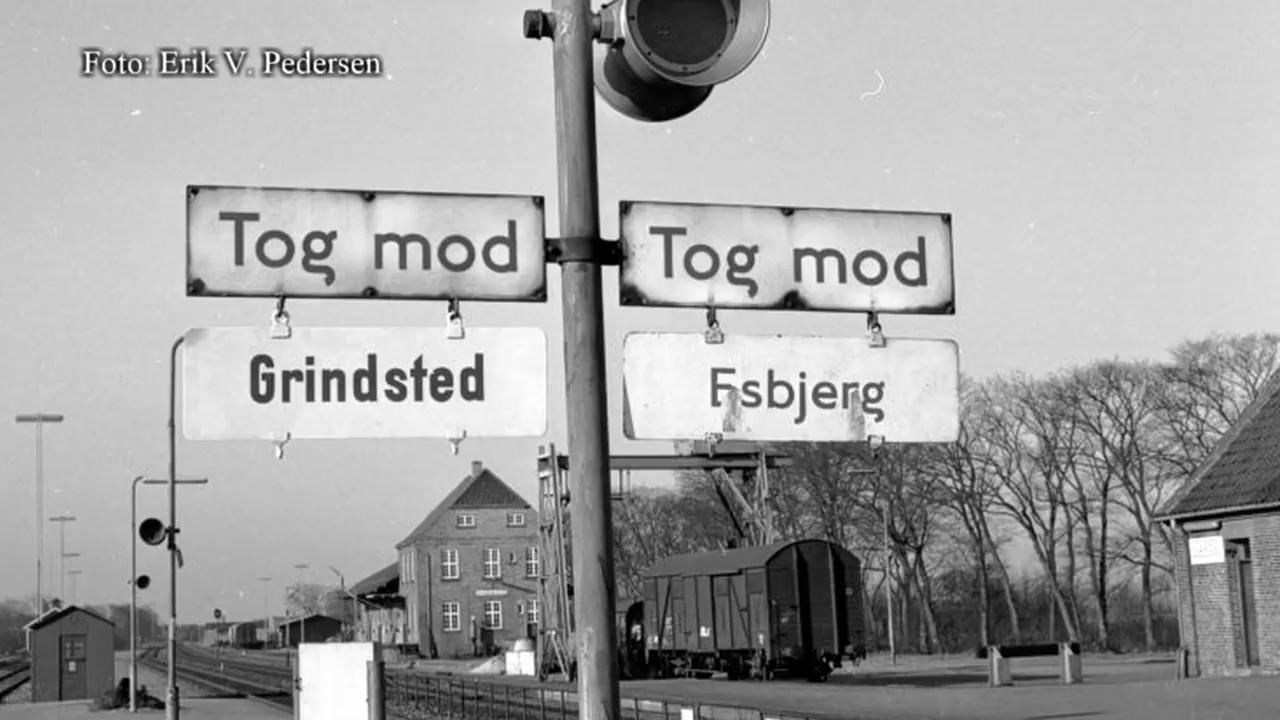 Foto: Erik V. Pedersen
Tog mod
Tog mod
Grindsted
Esbjerg